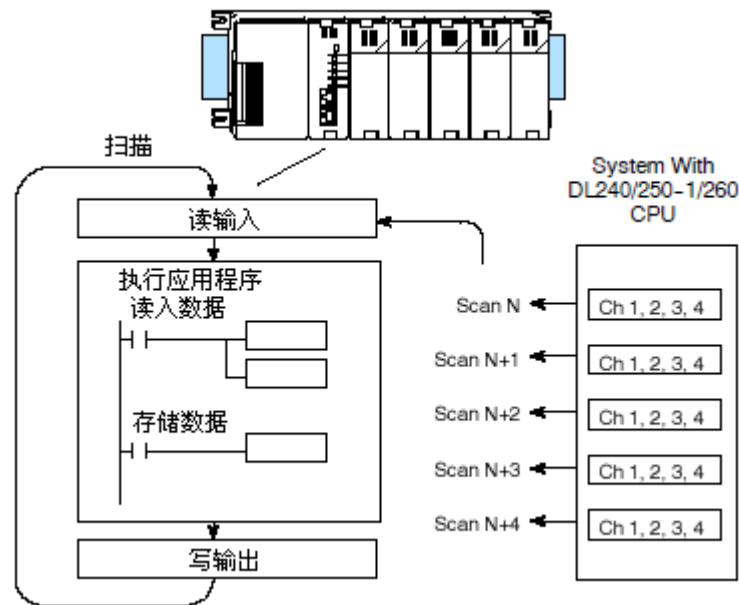 扫描
读输入
执行应用程序
读入数据
存储数据
写输出
System With
DL240/250-1/260
CPU
Scan N
Ch 1, 2, 3, 4
Scan N+1
Ch 1, 2, 3, 4
Scan N+2
Ch 1, 2, 3, 4
Scan N+3
Ch 1, 2, 3, 4
Scan N+4
Ch 1, 2, 3, 4